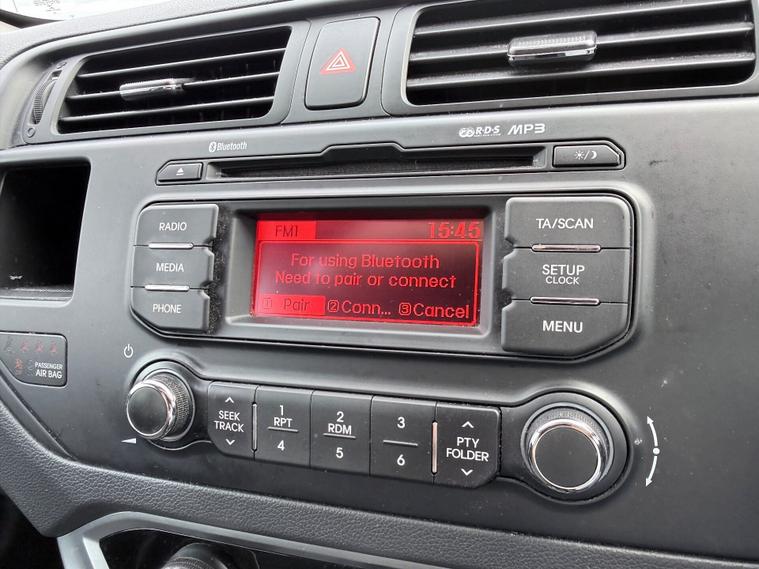 Bluetooth
R·D·S MP3
RADIO
MEDIA
PHONE
FM1 15:45
For using Bluetooth
Need to pair or connect
1 Pair 2 Conn... 3 Cancel
TA/SCAN
SETUP
CLOCK
MENU
PASSENGER
AIR BAG
SEEK
TRACK
1
RPT
4
2
RDM
5
3
6
PTY
FOLDER